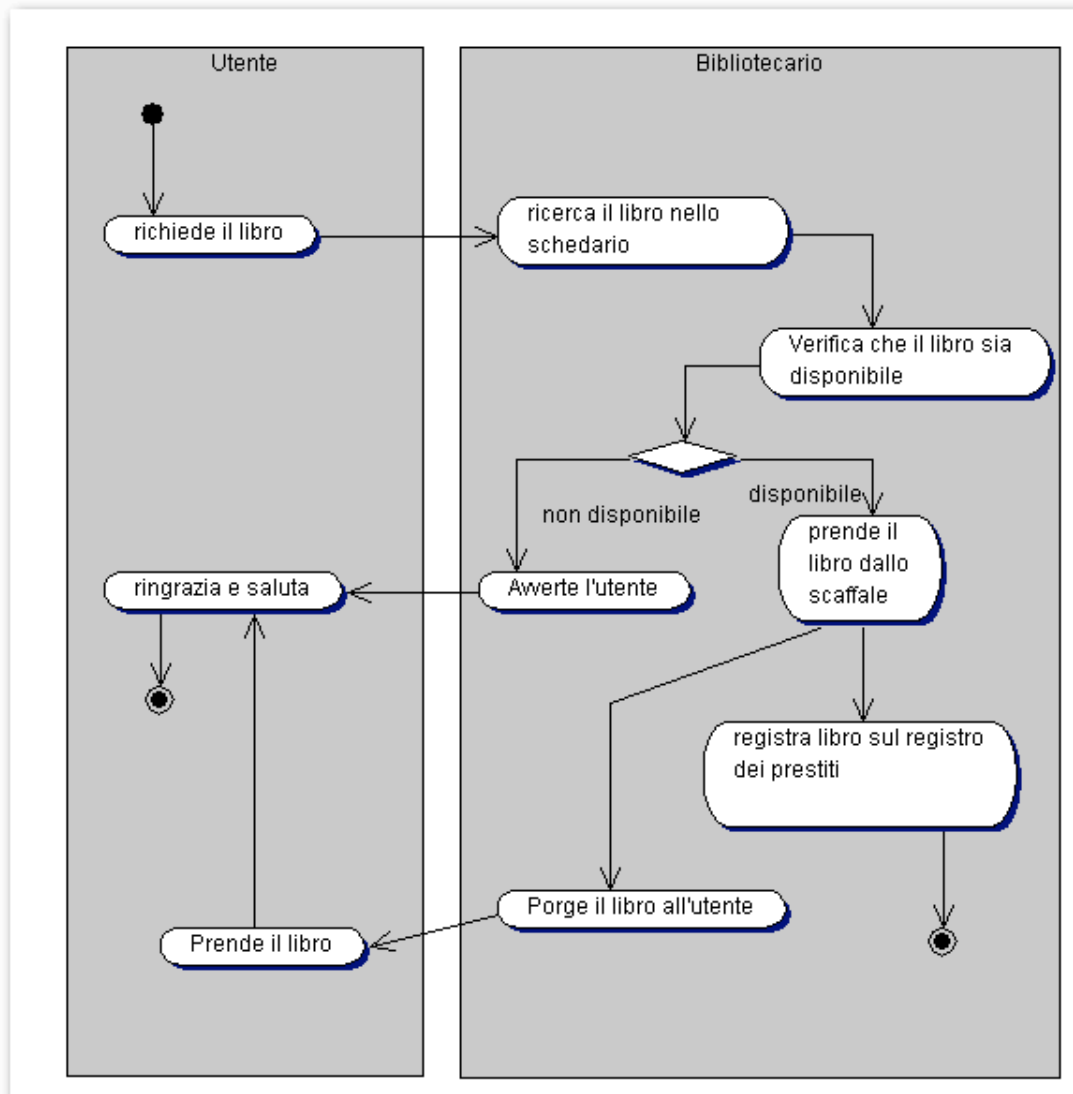 Utente
Bibliotecario
richiede il libro
ricerca il libro nello
schedario
Verifica che il libro sia
disponibile
non disponibile
disponibile
prende il
libro dallo
scaffale
ringrazia e saluta
Avverte l'utente
registra libro sul registro
dei prestiti
Porge il libro all'utente
Prende il libro